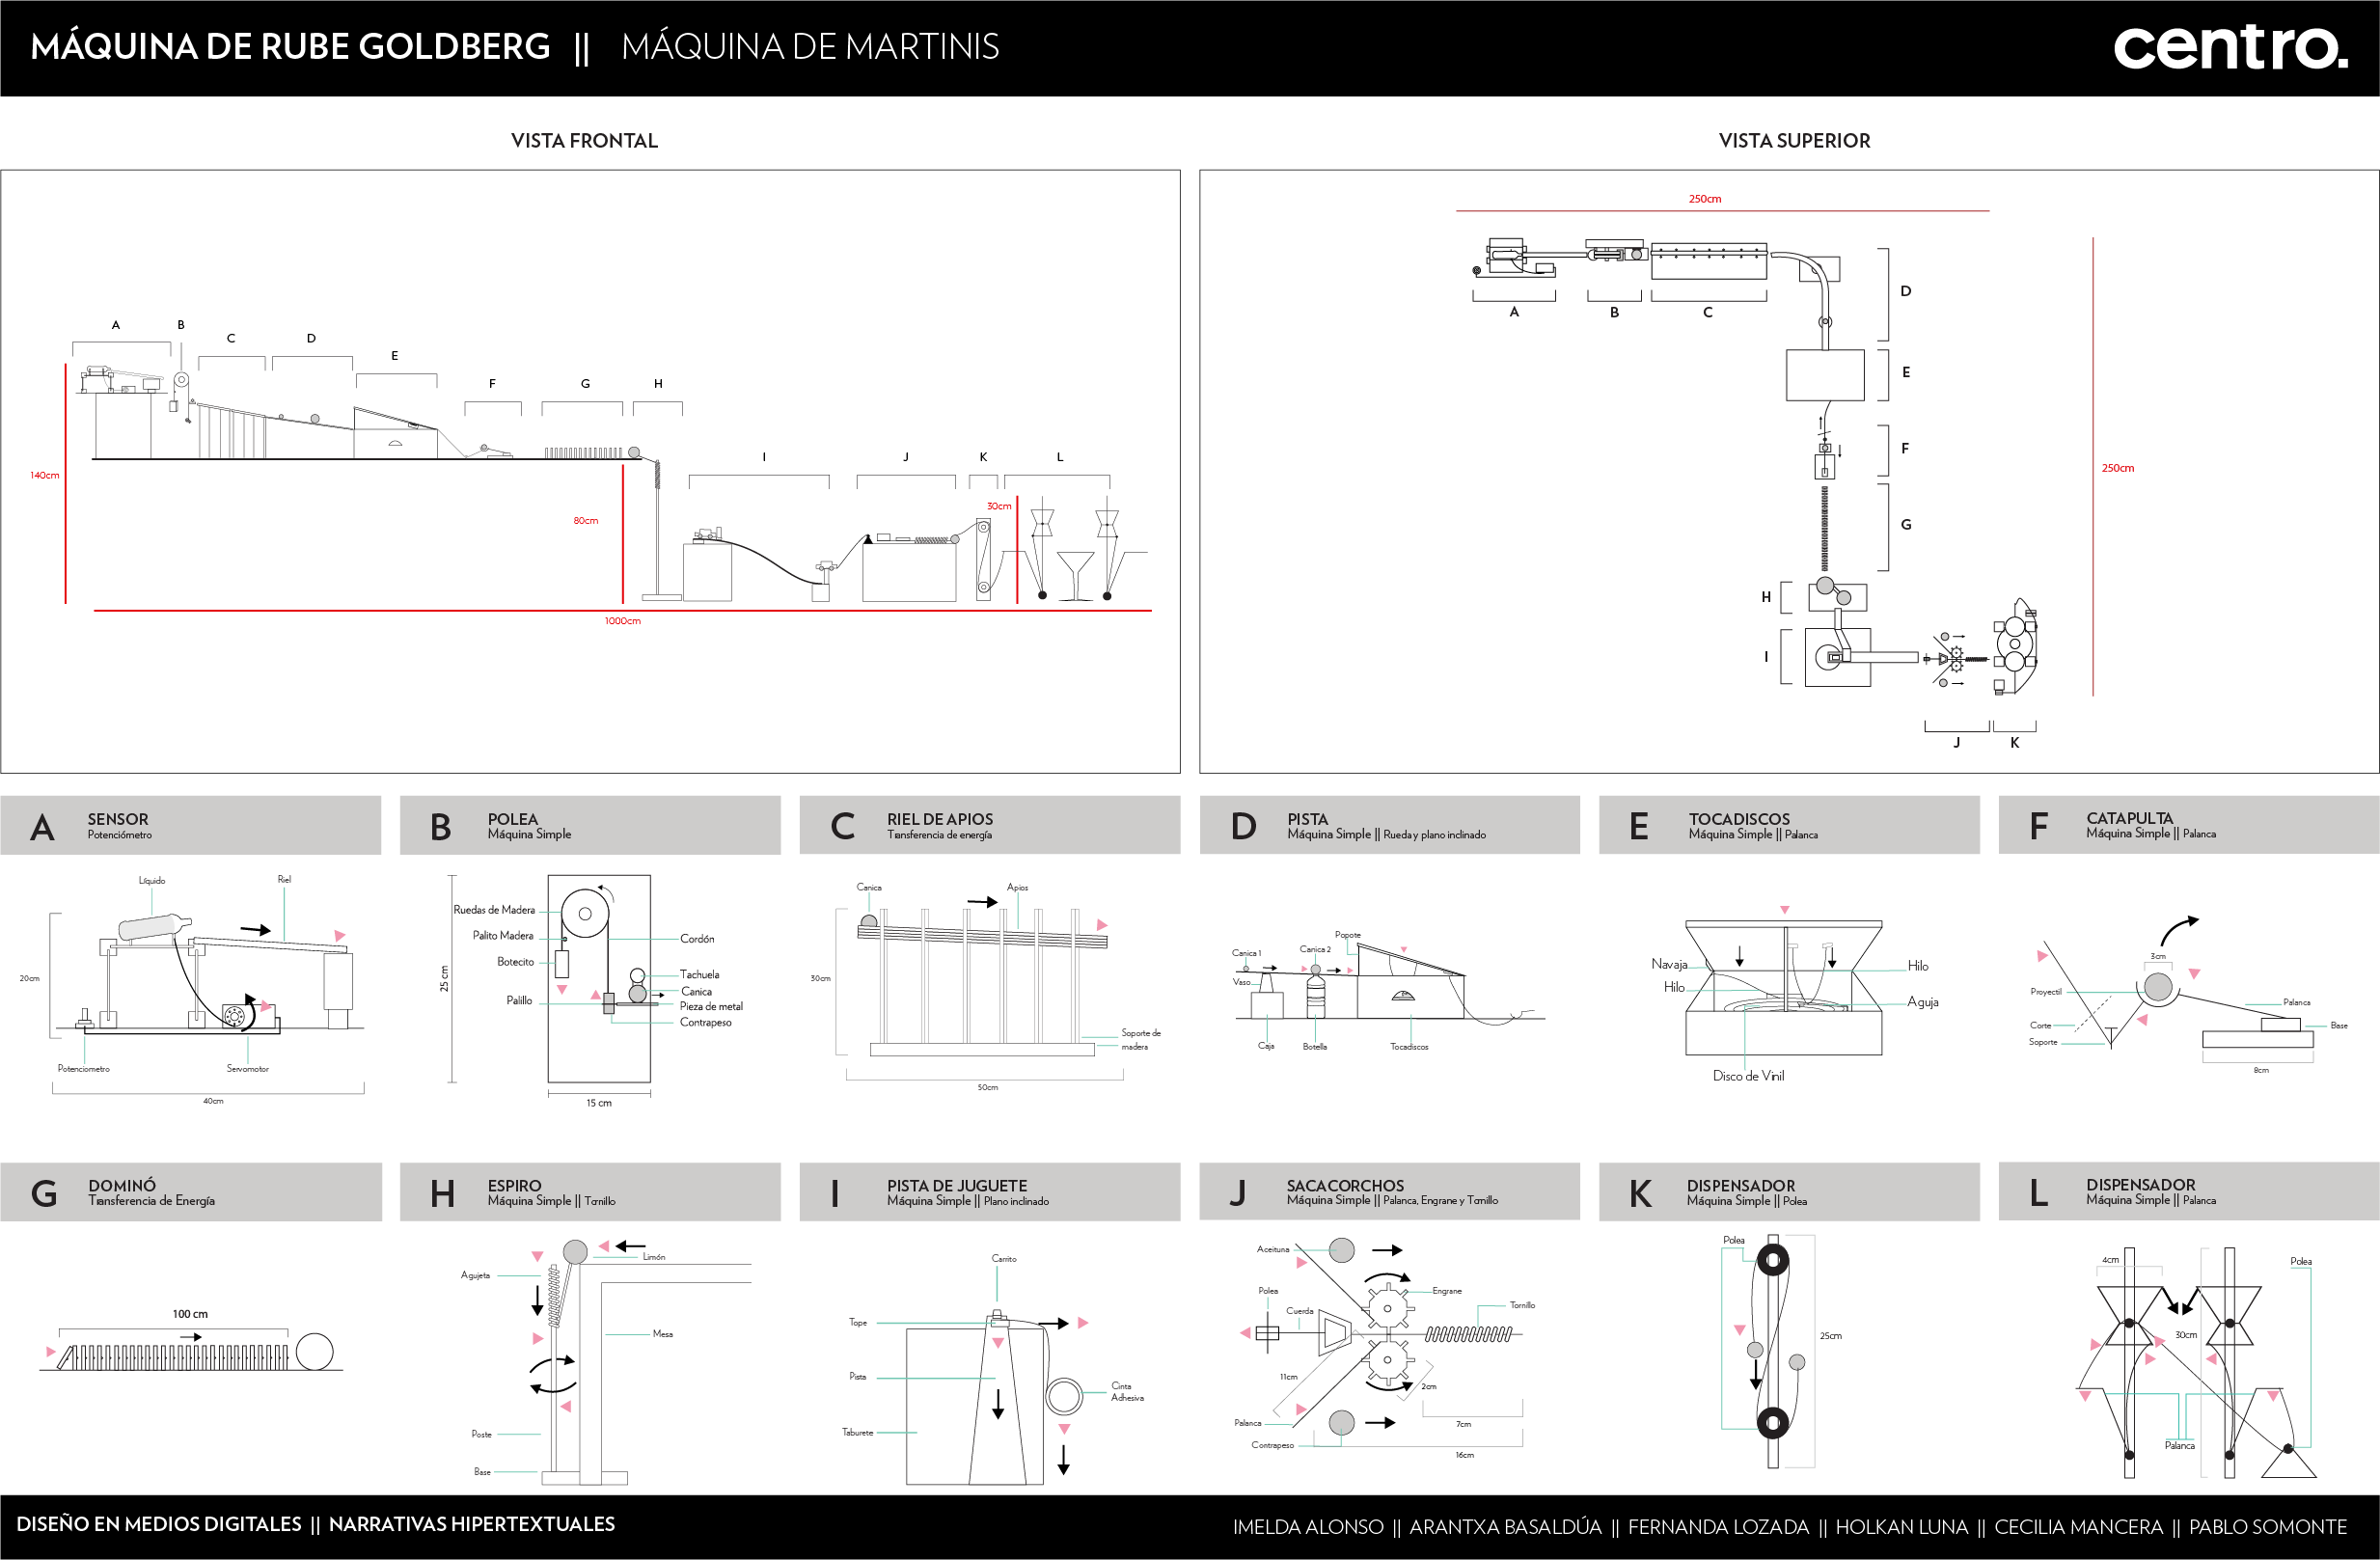 MÁQUINA DE RUBE GOLDBERG || MÁQUINA DE MARTINIS
centro.
VISTA FRONTAL
A
B
C
D
E
F
G
H
I
J
K
L
140cm
80cm
30cm
1000cm
VISTA SUPERIOR
250cm
250cm
A
B
C
D
E
F
G
H
I
J
K
A
SENSOR
Potenciómetro
Líquido
Riel
20cm
Potenciometro
Servomotor
40cm
B
POLEA
Máquina Simple
Ruedas de Madera
Palito Madera
Botecito
Palillo
Cordón
Tachuela
Canica
Pieza de metal
Contrapeso
25 cm
15 cm
C
RIEL DE APIOS
Transferencia de energía
Canica
Apios
30cm
Soporte de
madera
50cm
D
PISTA
Máquina Simple || Rueda y plano inclinado
Canica 1
Canica 2
Popote
Vaso
Caja
Botella
Tocadiscos
E
TOCADISCOS
Máquina Simple || Palanca
Navaja
Hilo
Hilo
Aguja
Disco de Vinil
F
CATAPULTA
Máquina Simple || Palanca
3cm
Proyectil
Palanca
Corte
Soporte
Base
8cm
G
DOMINÓ
Transferencia de Energía
100 cm
H
ESPIRO
Máquina Simple || Tornillo
Limón
Agujeta
Mesa
Poste
Base
I
PISTA DE JUGUETE
Máquina Simple || Plano inclinado
Carrito
Tope
Pista
Cinta
Adhesiva
Taburete
J
SACACORCHOS
Máquina Simple || Palanca, Engrane y Tornillo
Aceituna
Polea
Cuerda
Engrane
Tornillo
11cm
2cm
Palanca
7cm
Contrapeso
16cm
K
DISPENSADOR
Máquina Simple || Polea
Polea
25cm
L
DISPENSADOR
Máquina Simple || Palanca
4cm
Polea
30cm
Palanca
DISEÑO EN MEDIOS DIGITALES || NARRATIVAS HIPERTEXTUALES
IMELDA ALONSO || ARANTXA BASALDÚA || FERNANDA LOZADA || HOLKAN LUNA || CECILIA MANCERA || PABLO SOMONTE